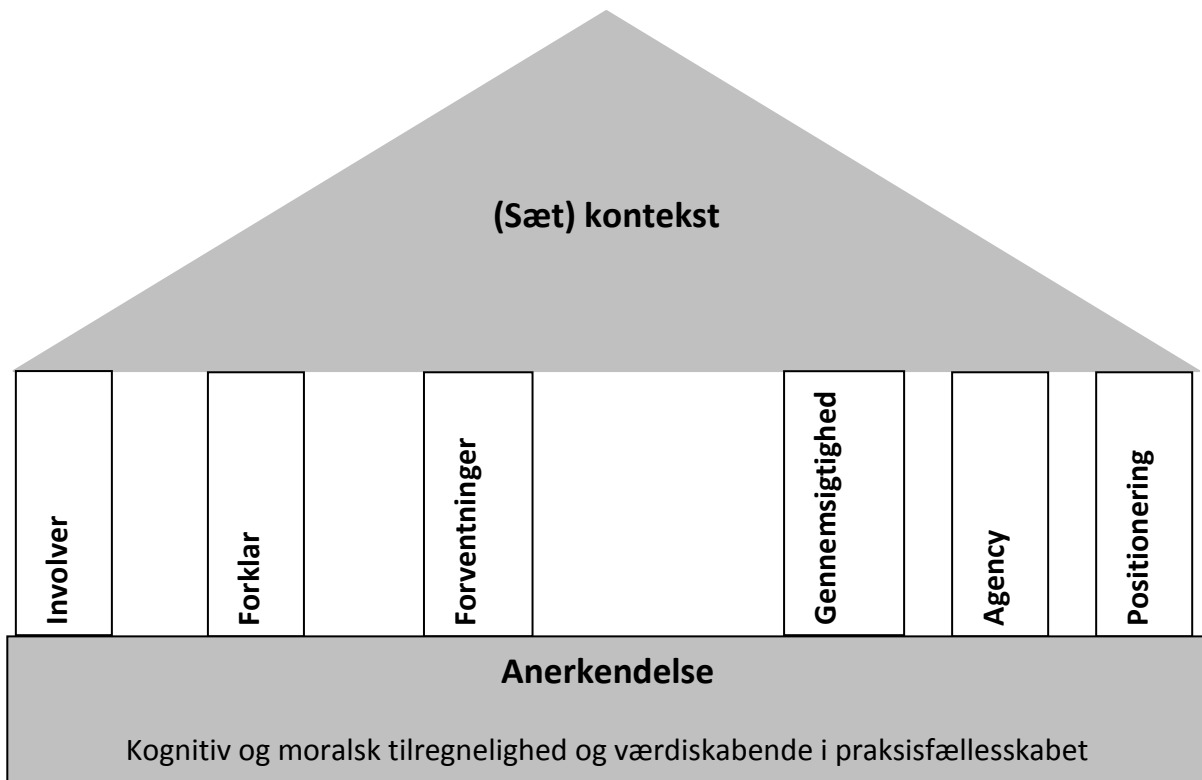 (Sæt) kontekst
Involver
Forklar
Forventninger
Gennemsigtighed
Agency
Positionering
Anerkendelse
Kognitiv og moralsk tilregnelighed og værdiskabende i praksisfællesskabet